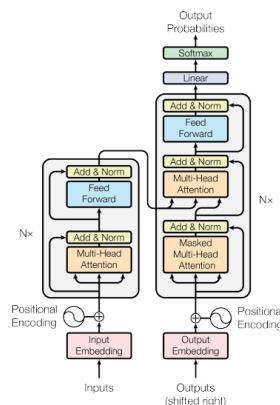 Output
Probabilities
Softmax
Linear
Add & Norm
Feed
Forward
Add & Norm
Multi-Head
Attention
Add & Norm
Masked
Multi-Head
Attention
N×
Add & Norm
Feed
Forward
N×
Add & Norm
Multi-Head
Attention
Positional
Encoding
Positional
Encoding
Input
Embedding
Output
Embedding
Inputs
Outputs
(shifted right)